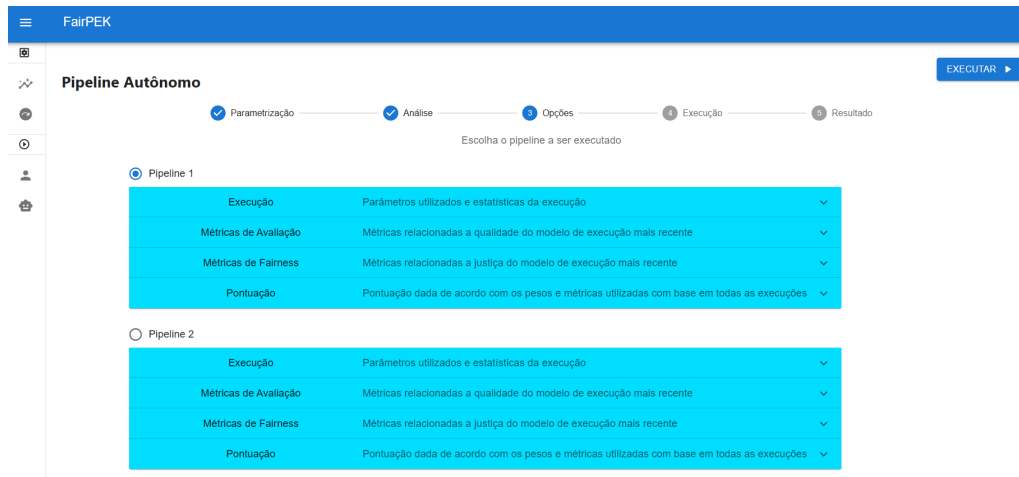 FairPEK
EXECUTAR
Pipeline Autônomo
Parametrização
Análise
3 Opções
4 Execução
5 Resultado
Escolha o pipeline a ser executado
Pipeline 1
Execução Parâmetros utilizados e estatísticas da execução
Métricas de Avaliação Métricas relacionadas a qualidade do modelo de execução mais recente
Métricas de Fairness Métricas relacionadas a justiça do modelo de execução mais recente
Pontuação Pontuação dada de acordo com os pesos e métricas utilizadas com base em todas as execuções
Pipeline 2
Execução Parâmetros utilizados e estatísticas da execução
Métricas de Avaliação Métricas relacionadas a qualidade do modelo de execução mais recente
Métricas de Fairness Métricas relacionadas a justiça do modelo de execução mais recente
Pontuação Pontuação dada de acordo com os pesos e métricas utilizadas com base em todas as execuções